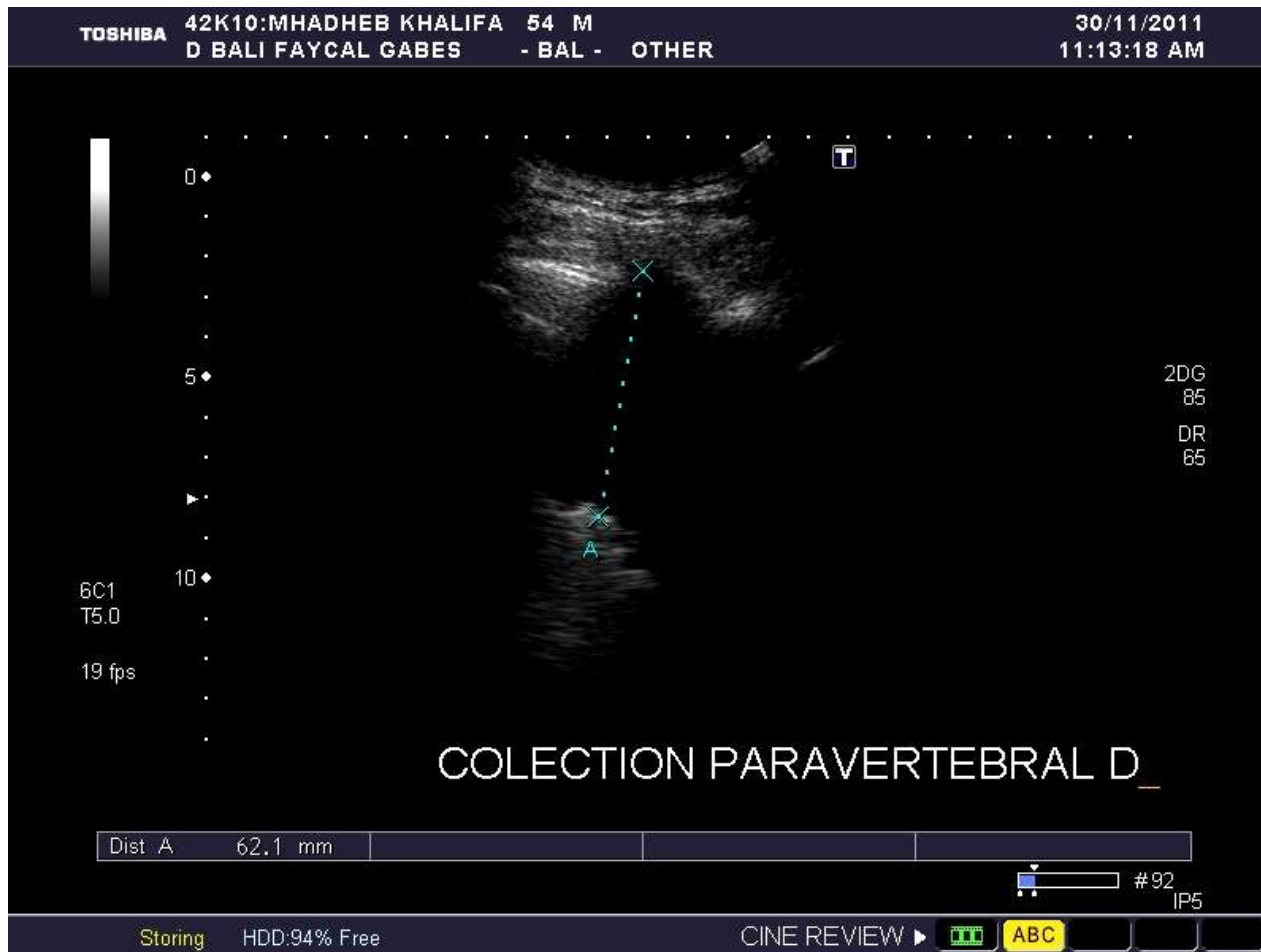 TOSHIBA
42K10:MHADHEB KHALIFA 54 M
D BALI FAYCAL GABES - BAL - OTHER
30/11/2011
11:13:18 AM
T
0
5
10
2DG
85
DR
65
A
6C1
T5.0
19 fps
COLECTION PARAVERTEBRAL D_
Dist A 62.1 mm
#92
IP5
Storing HDD:94% Free CINE REVIEW ABC